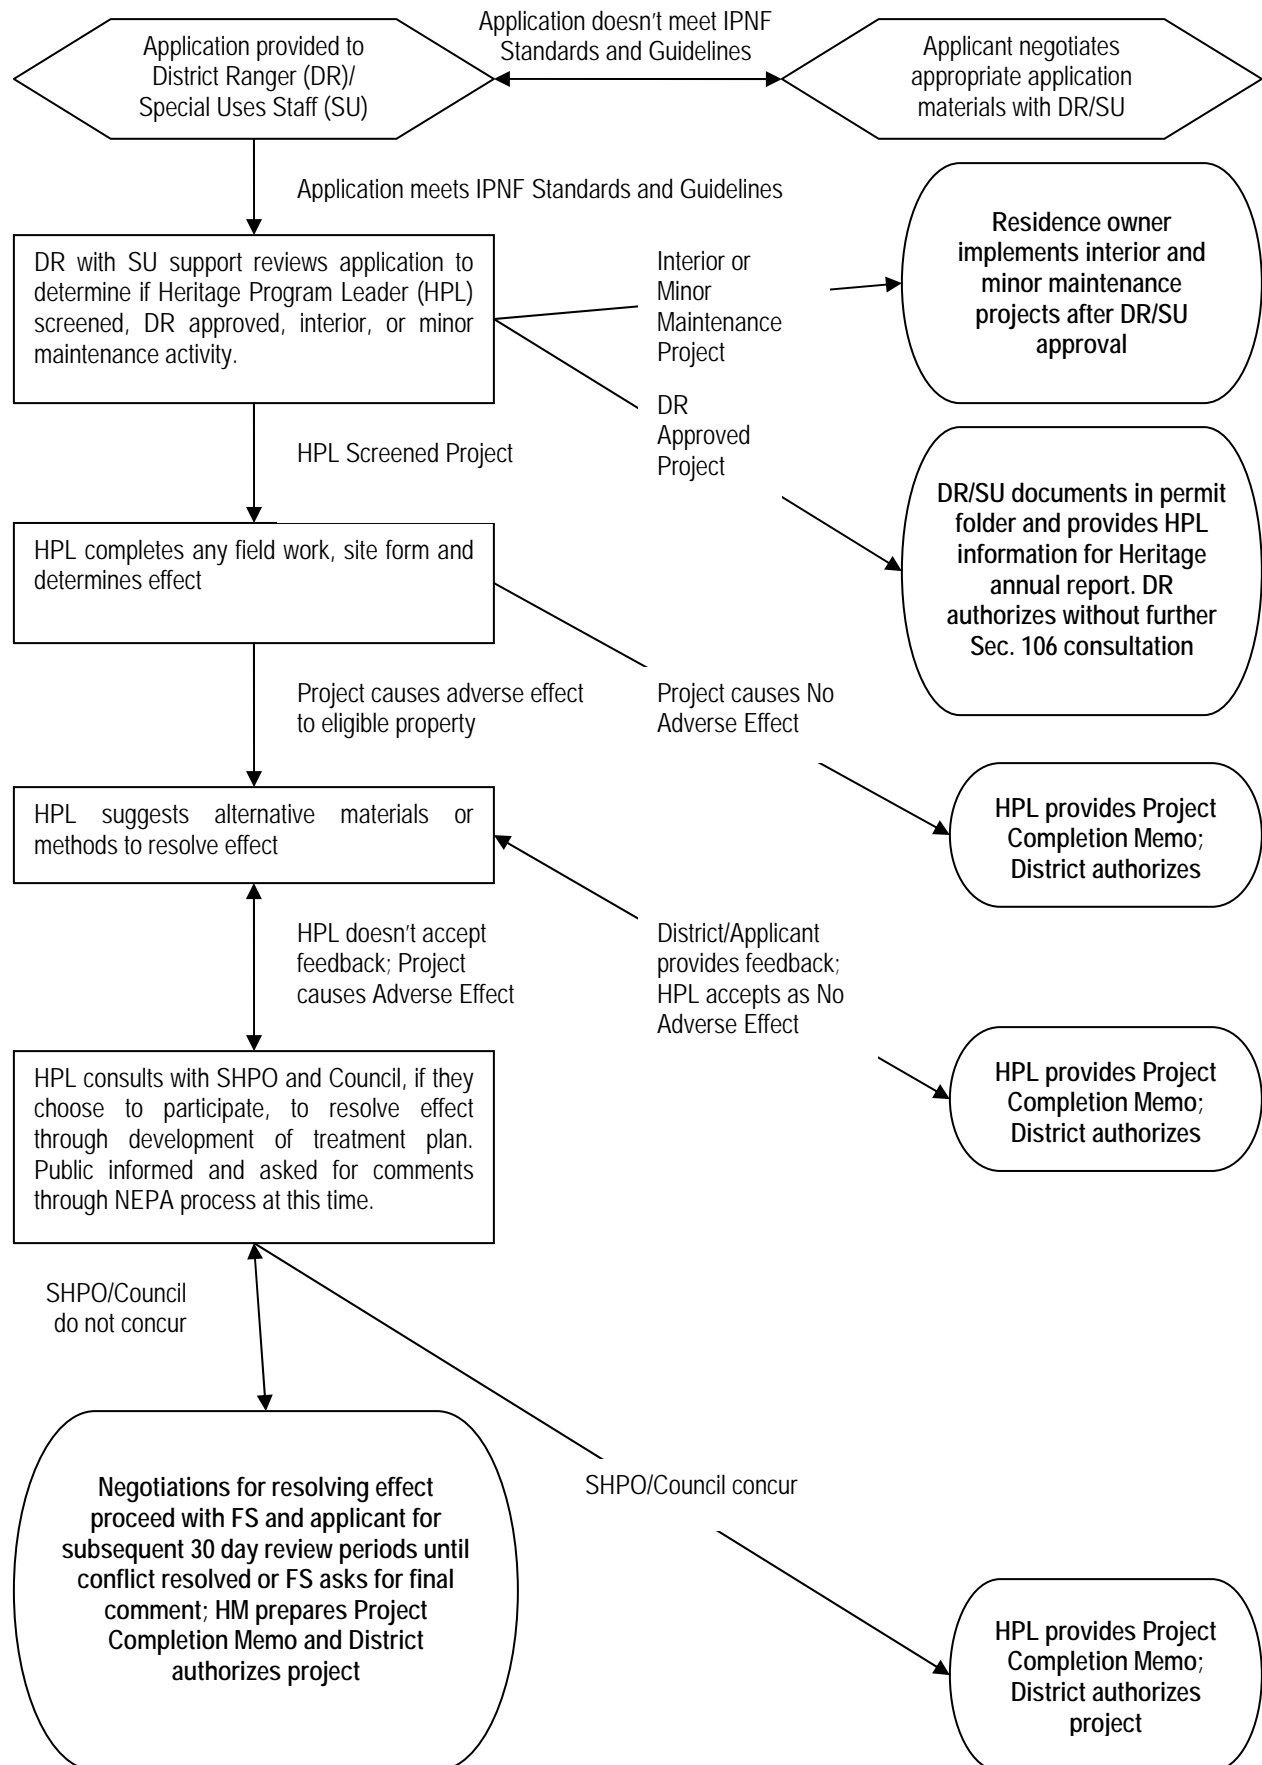 Application provided to
District Ranger (DR)/
Special Uses Staff (SU)
Application doesn't meet IPNF
Standards and Guidelines
Applicant negotiates
appropriate application
materials with DR/SU
Application meets IPNF Standards and Guidelines
DR with SU support reviews application to
determine if Heritage Program Leader (HPL)
screened, DR approved, interior, or minor
maintenance activity.
Interior or
Minor
Maintenance
Project
Residence owner
implements interior and
minor maintenance
projects after DR/SU
approval
DR
Approved
Project
HPL Screened Project
DR/SU documents in permit
folder and provides HPL
information for Heritage
annual report. DR
authorizes without further
Sec. 106 consultation
HPL completes any field work, site form and
determines effect
Project causes adverse effect
to eligible property
Project causes No
Adverse Effect
HPL provides Project
Completion Memo;
District authorizes
HPL suggests alternative materials or
methods to resolve effect
HPL doesn't accept
feedback; Project
causes Adverse Effect
District/Applicant
provides feedback;
HPL accepts as No
Adverse Effect
HPL provides Project
Completion Memo;
District authorizes
HPL consults with SHPO and Council, if they
choose to participate, to resolve effect
through development of treatment plan.
Public informed and asked for comments
through NEPA process at this time.
SHPO/Council
do not concur
Negotiations for resolving effect
proceed with FS and applicant for
subsequent 30 day review periods until
conflict resolved or FS asks for final
comment; HM prepares Project
Completion Memo and District
authorizes project
SHPO/Council concur
HPL provides Project
Completion Memo;
District authorizes
project